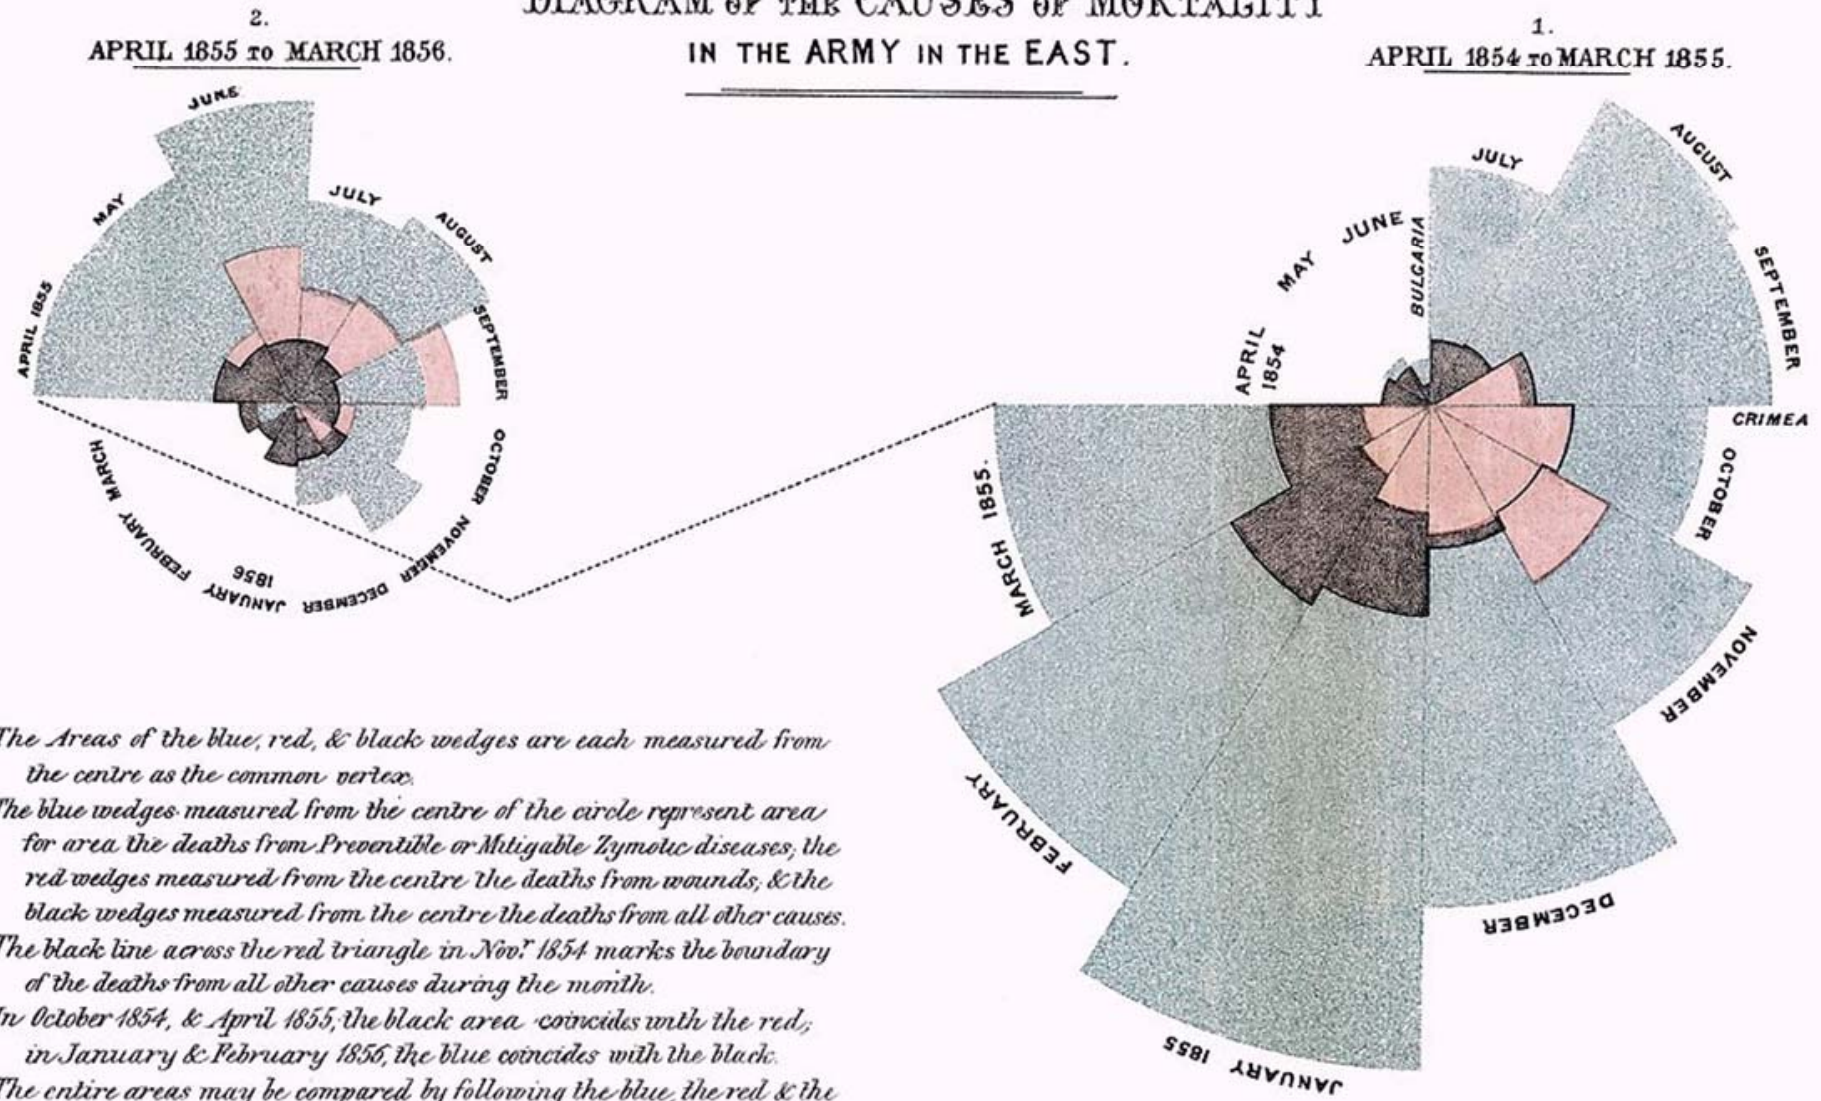 DIAGRAM OF THE CAUSES OF MORTALITY
IN THE ARMY IN THE EAST.
2.
APRIL 1855 TO MARCH 1856.
1.
APRIL 1854 TO MARCH 1855.
APRIL 1855
MAY
JUNE
JULY
AUGUST
SEPTEMBER
OCTOBER
NOVEMBER
DECEMBER
JANUARY
1856
FEBRUARY
MARCH
APRIL
1854
MAY
JUNE
BULGARIA
JULY
AUGUST
SEPTEMBER
CRIMEA
OCTOBER
NOVEMBER
DECEMBER
JANUARY 1855
FEBRUARY
MARCH 1855.
The Areas of the blue, red, & black wedges are each measured from
the centre as the common vertex.
The blue wedges measured from the centre of the circle represent area
for area the deaths from Preventible or Mitigable Zymotic diseases; the
red wedges measured from the centre the deaths from wounds; & the
black wedges measured from the centre the deaths from all other causes.
The black line across the red triangle in Novr. 1854 marks the boundary
of the deaths from all other causes during the month.
In October 1854, & April 1855, the black area coincides with the red;
in January & February 1856, the blue coincides with the black.
The entire areas may be compared by following the blue, the red & the